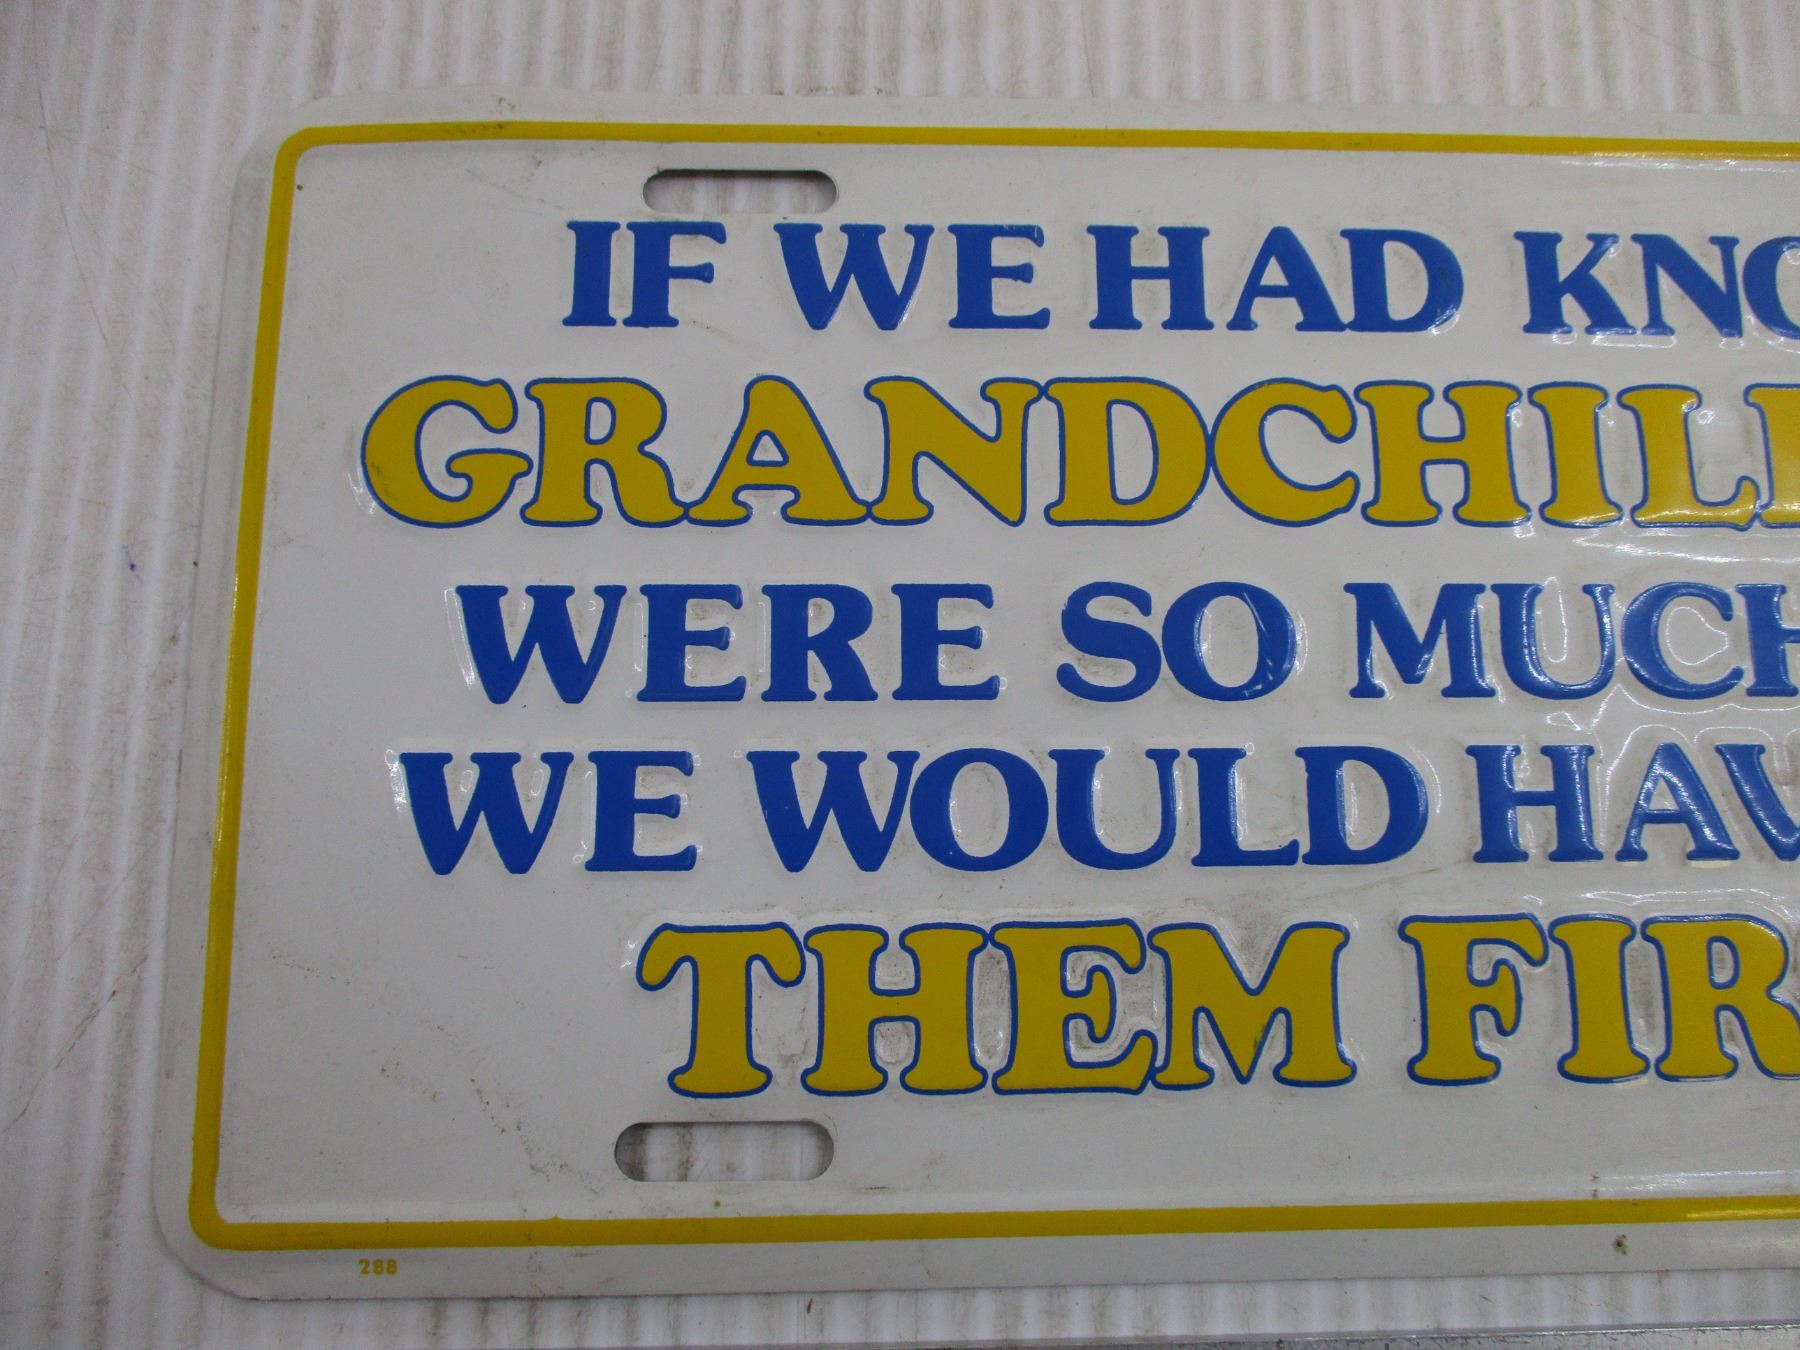 IF WE HAD KNO
GRANDCHIL
WERE SO MUCH
WE WOULD HAV
THEM FIR
288